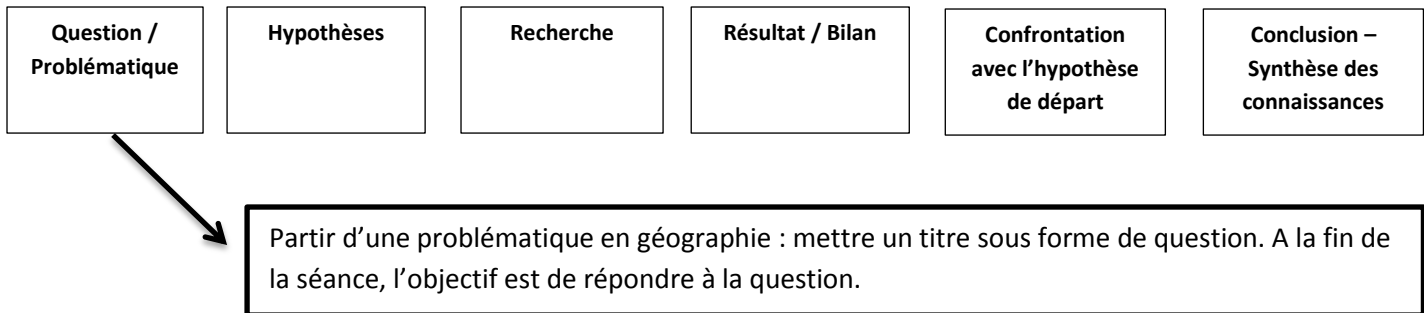 Question /
Problématique
Hypothèses
Recherche
Résultat / Bilan
Confrontation
avec l'hypothèse
de départ
Conclusion –
Synthèse des
connaissances
Partir d'une problématique en géographie : mettre un titre sous forme de question. A la fin de
la séance, l'objectif est de répondre à la question.